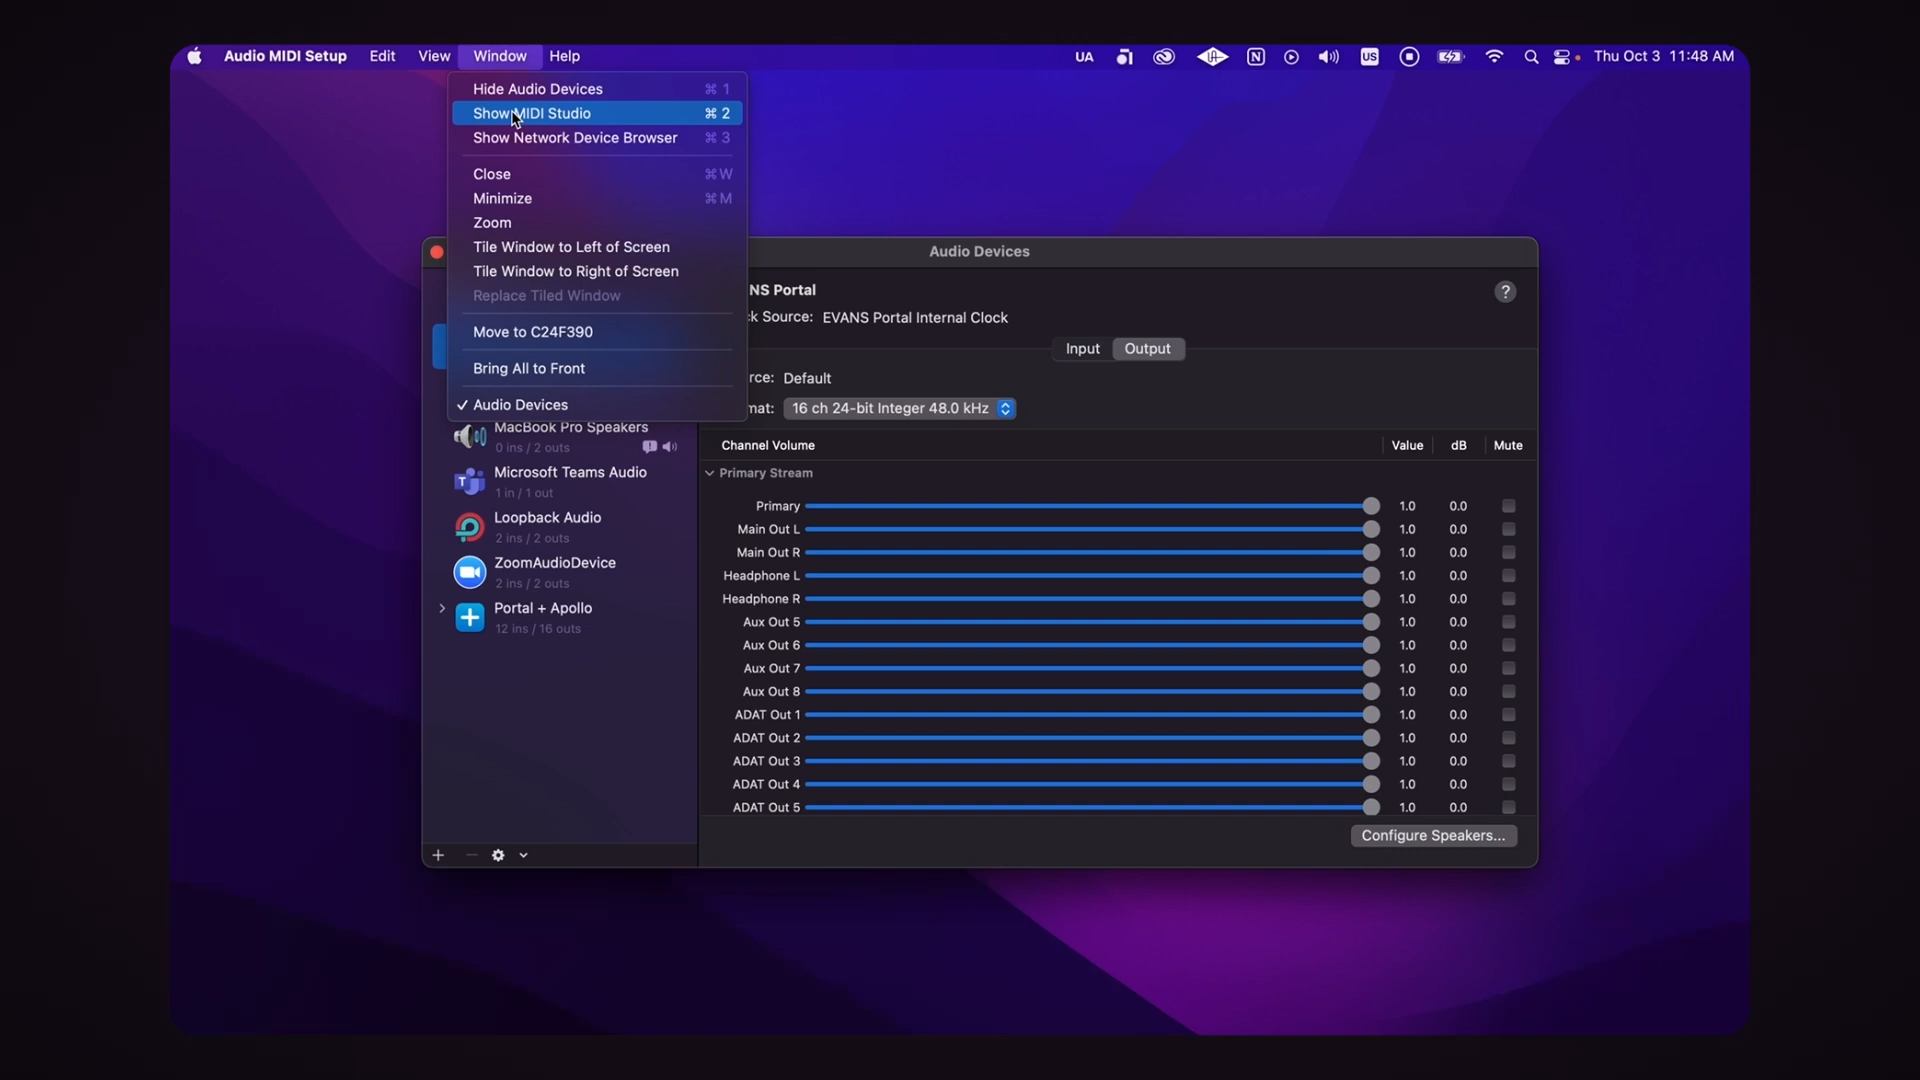 Audio MIDI Setup Edit View Window Help UA N US Thu Oct 3 11:48 AM
Hide Audio Devices ⌘ 1
Show MIDI Studio ⌘ 2
Show Network Device Browser ⌘ 3
Close ⌘ W
Minimize ⌘ M
Zoom
Tile Window to Left of Screen
Tile Window to Right of Screen
Replace Tiled Window
Move to C24F390
Bring All to Front
✓ Audio Devices
MacBook Pro Speakers
0 ins / 2 outs
Microsoft Teams Audio
1 in / 1 out
Loopback Audio
2 ins / 2 outs
ZoomAudioDevice
2 ins / 2 outs
Portal + Apollo
12 ins / 16 outs
Audio Devices
NS Portal
?
k Source: EVANS Portal Internal Clock
Input Output
rce: Default
mat: 16 ch 24-bit Integer 48.0 kHz
Channel Volume Value dB Mute
Primary Stream
Primary 1.0 0.0
Main Out L 1.0 0.0
Main Out R 1.0 0.0
Headphone L 1.0 0.0
Headphone R 1.0 0.0
Aux Out 5 1.0 0.0
Aux Out 6 1.0 0.0
Aux Out 7 1.0 0.0
Aux Out 8 1.0 0.0
ADAT Out 1 1.0 0.0
ADAT Out 2 1.0 0.0
ADAT Out 3 1.0 0.0
ADAT Out 4 1.0 0.0
ADAT Out 5 1.0 0.0
Configure Speakers...